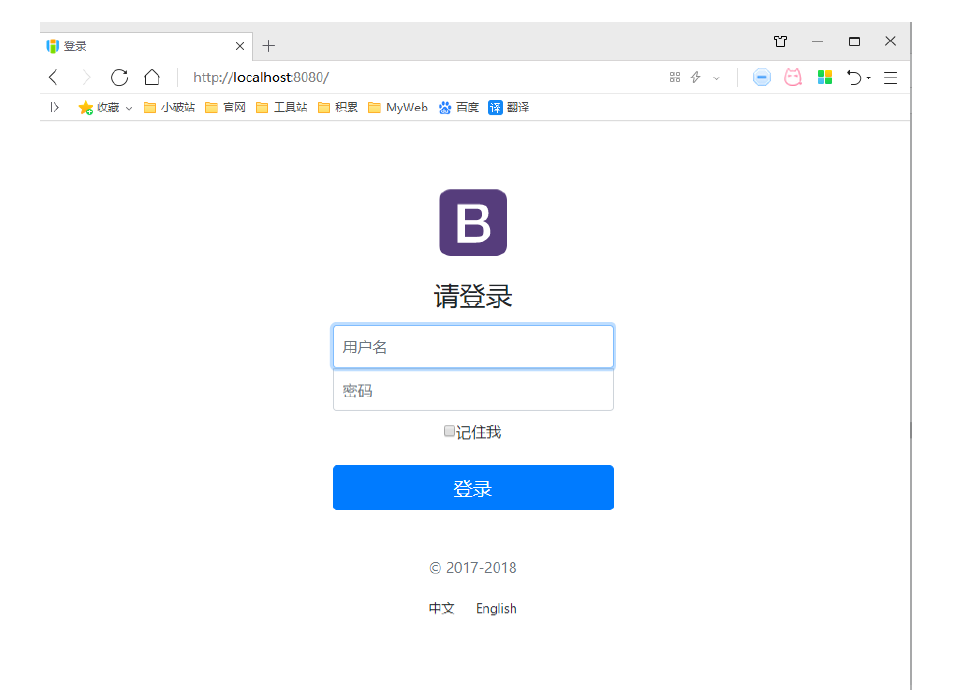 登录
http://localhost:8080/
收藏 小破站 官网 工具站 积累 MyWeb 百度 译 翻译
B
请登录
用户名
密码
记住我
登录
© 2017-2018
中文 English